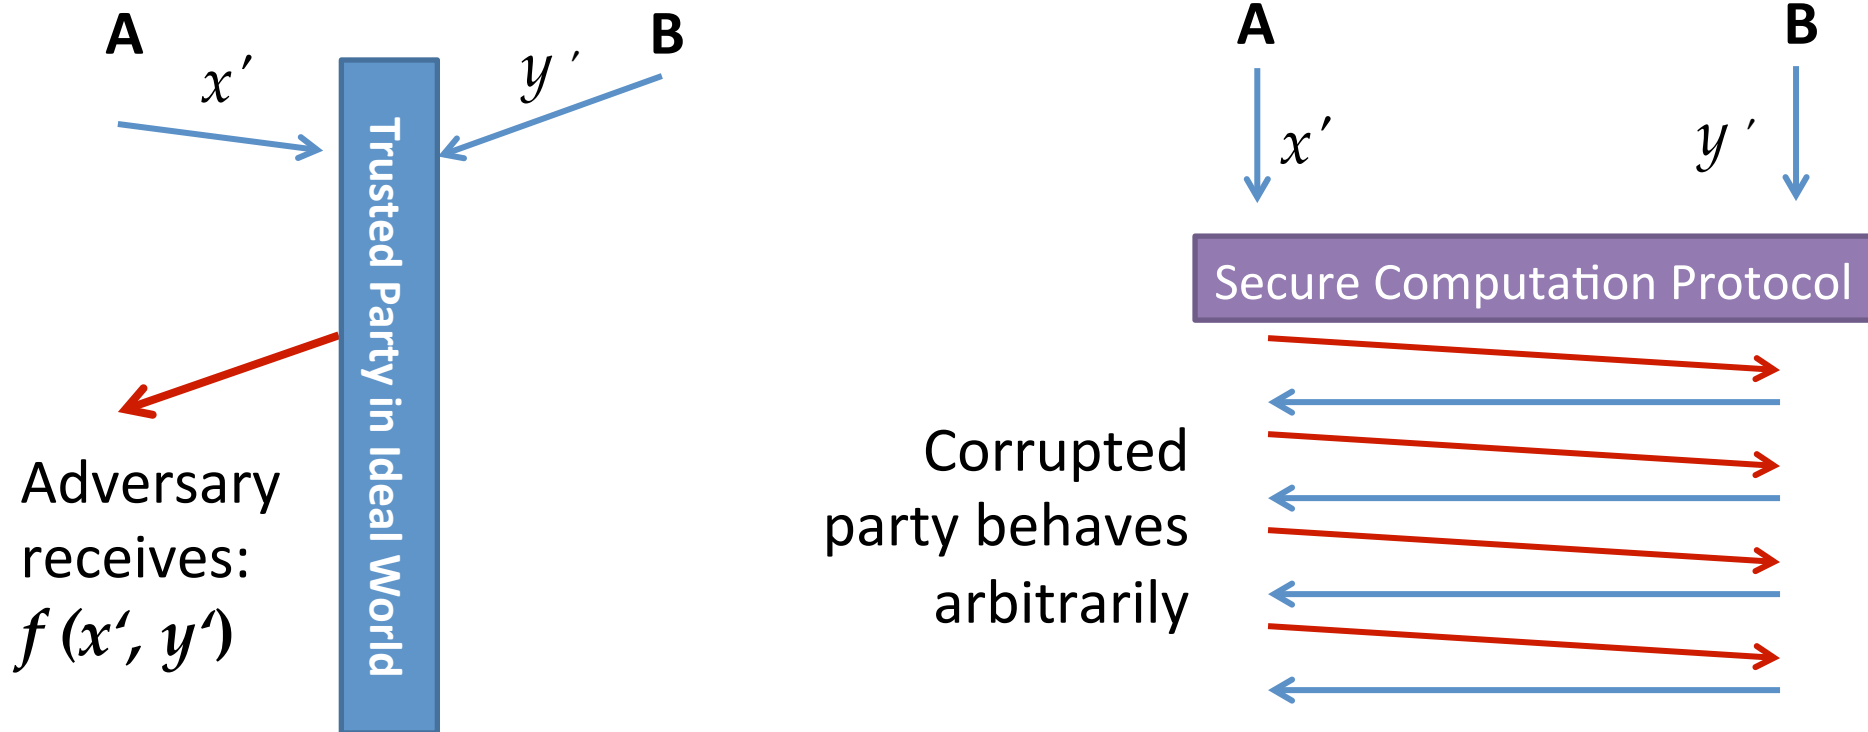 A
B
x′
y ′
Trusted Party in Ideal World
Adversary
receives:
f (x‘, y‘)
A
B
x′
y ′
Secure Computation Protocol
Corrupted
party behaves
arbitrarily